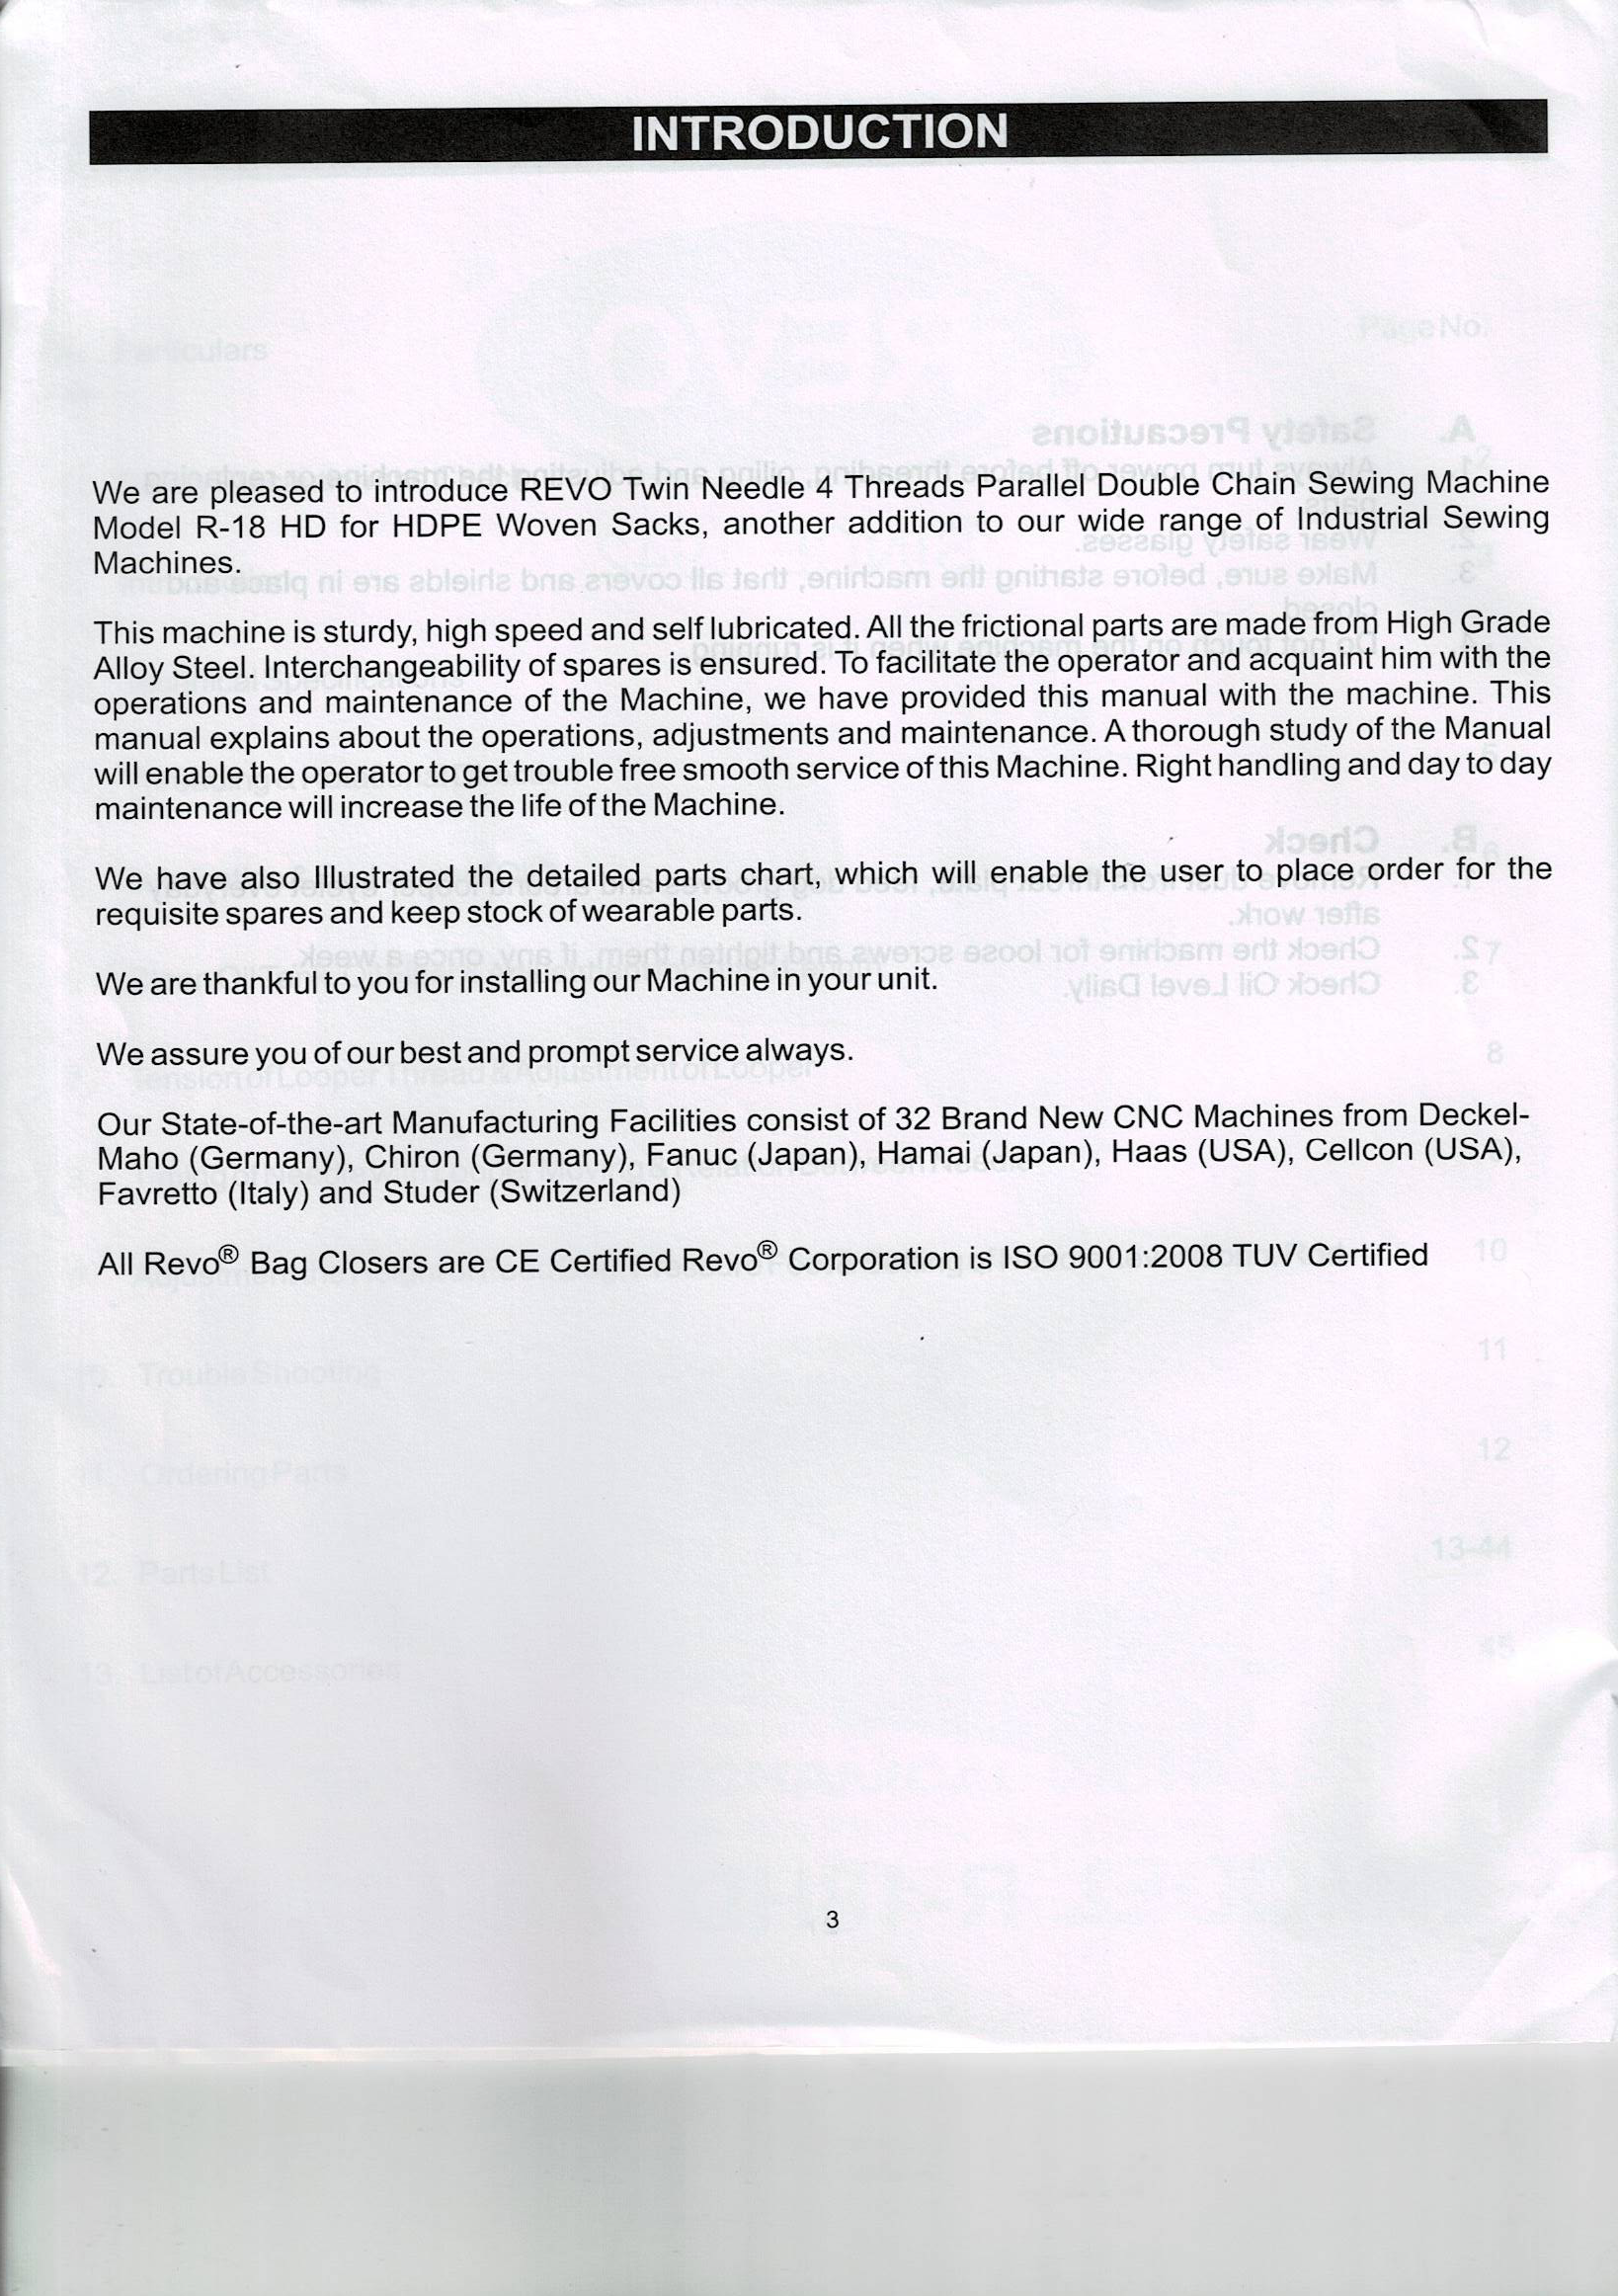 INTRODUCTION
We are pleased to introduce REVO Twin Needle 4 Threads Parallel Double Chain Sewing Machine
Model R-18 HD for HDPE Woven Sacks, another addition to our wide range of Industrial Sewing
Machines.
This machine is sturdy, high speed and self lubricated. All the frictional parts are made from High Grade
Alloy Steel. Interchangeability of spares is ensured. To facilitate the operator and acquaint him with the
operations and maintenance of the Machine, we have provided this manual with the machine. This
manual explains about the operations, adjustments and maintenance. A thorough study of the Manual
will enable the operator to get trouble free smooth service of this Machine. Right handling and day to day
maintenance will increase the life of the Machine.
We have also Illustrated the detailed parts chart, which will enable the user to place order for the
requisite spares and keep stock of wearable parts.
We are thankful to you for installing our Machine in your unit.
We assure you of our best and prompt service always.
Our State-of-the-art Manufacturing Facilities consist of 32 Brand New CNC Machines from Deckel-
Maho (Germany), Chiron (Germany), Fanuc (Japan), Hamai (Japan), Haas (USA), Cellcon (USA),
Favretto (Italy) and Studer (Switzerland)
All Revo® Bag Closers are CE Certified Revo® Corporation is ISO 9001:2008 TUV Certified
3